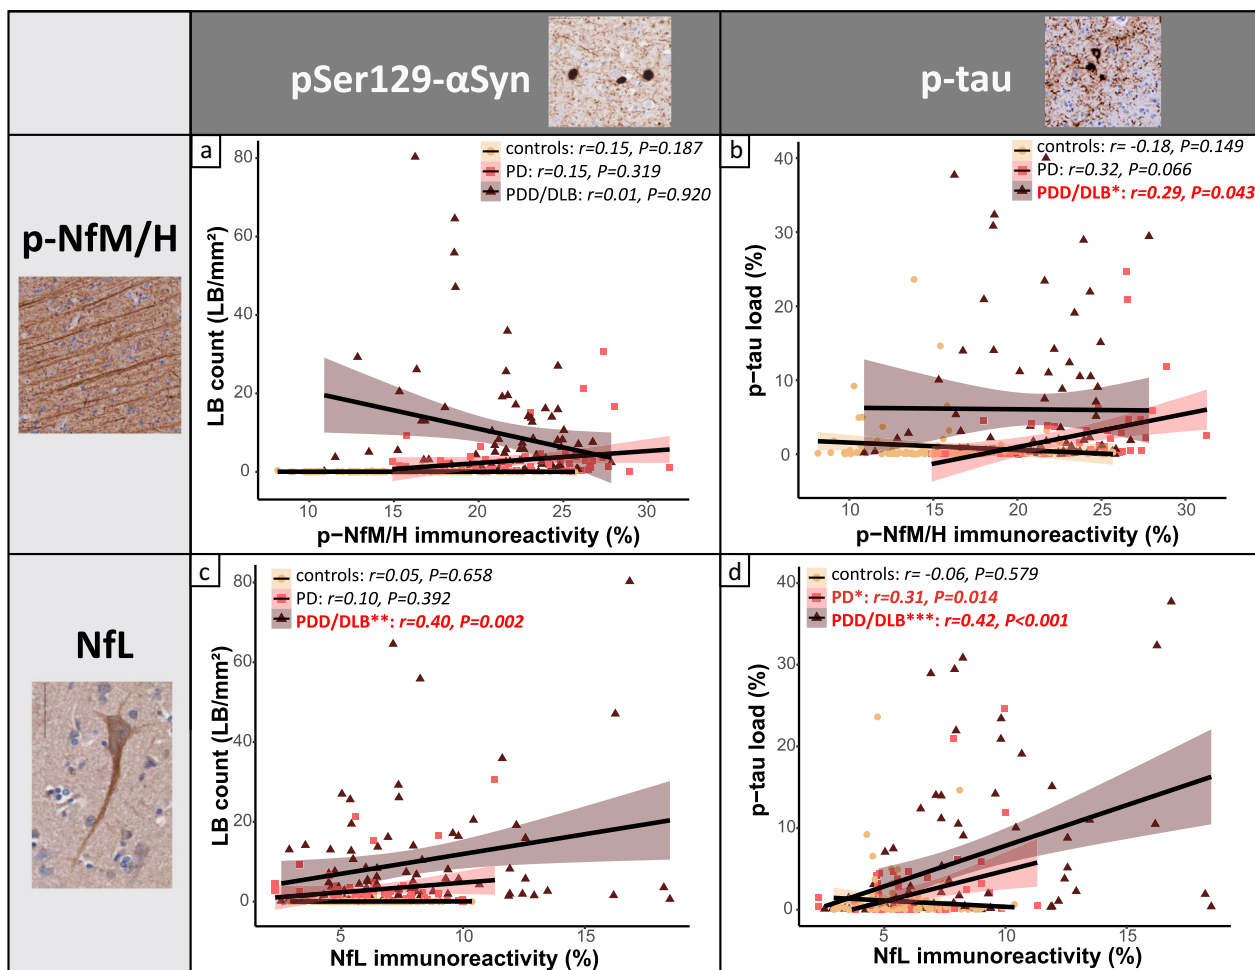 pSer129-αSyn
p-tau
p-NfM/H
a
controls: r=0.15, P=0.187
PD: r=0.15, P=0.319
PDD/DLB: r=0.01, P=0.920
LB count (LB/mm²)
80
60
40
20
0
10
15
20
25
30
p−NfM/H immunoreactivity (%)
b
controls: r= -0.18, P=0.149
PD: r=0.32, P=0.066
PDD/DLB*: r=0.29, P=0.043
p−tau load (%)
40
30
20
10
0
10
15
20
25
30
p−NfM/H immunoreactivity (%)
NfL
c
controls: r=0.05, P=0.658
PD: r=0.10, P=0.392
PDD/DLB**: r=0.40, P=0.002
LB count (LB/mm²)
80
60
40
20
0
5
10
15
NfL immunoreactivity (%)
d
controls: r= -0.06, P=0.579
PD*: r=0.31, P=0.014
PDD/DLB***: r=0.42, P<0.001
p−tau load (%)
40
30
20
10
0
5
10
15
NfL immunoreactivity (%)